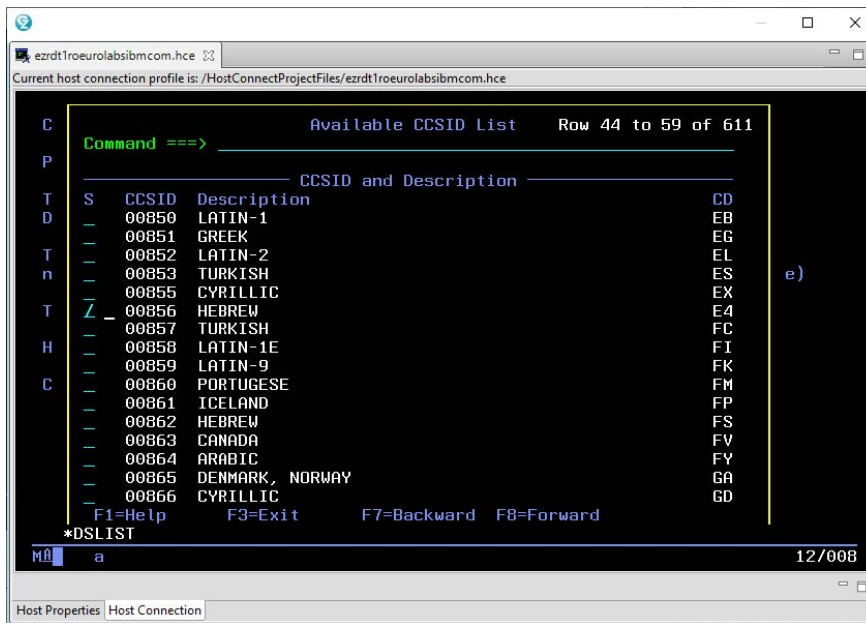 ezrdt1roeurolabsibmcom.hce
Current host connection profile is: /HostConnectProjectFiles/ezrdt1roeurolabsibmcom.hce
C Available CCSID List Row 44 to 59 of 611
Command ===>
P
CCSID and Description
T S CCSID Description CD
D _ 00850 LATIN-1 EB
_ 00851 GREEK EG
T _ 00852 LATIN-2 EL
n _ 00853 TURKISH ES e)
_ 00855 CYRILLIC EX
T / _ 00856 HEBREW E4
_ 00857 TURKISH FC
H _ 00858 LATIN-1E FI
_ 00859 LATIN-9 FK
C _ 00860 PORTUGESE FM
_ 00861 ICELAND FP
_ 00862 HEBREW FS
_ 00863 CANADA FV
_ 00864 ARABIC FY
_ 00865 DENMARK, NORWAY GA
_ 00866 CYRILLIC GD
F1=Help F3=Exit F7=Backward F8=Forward
*DSLIST
MA a 12/008
Host Properties Host Connection